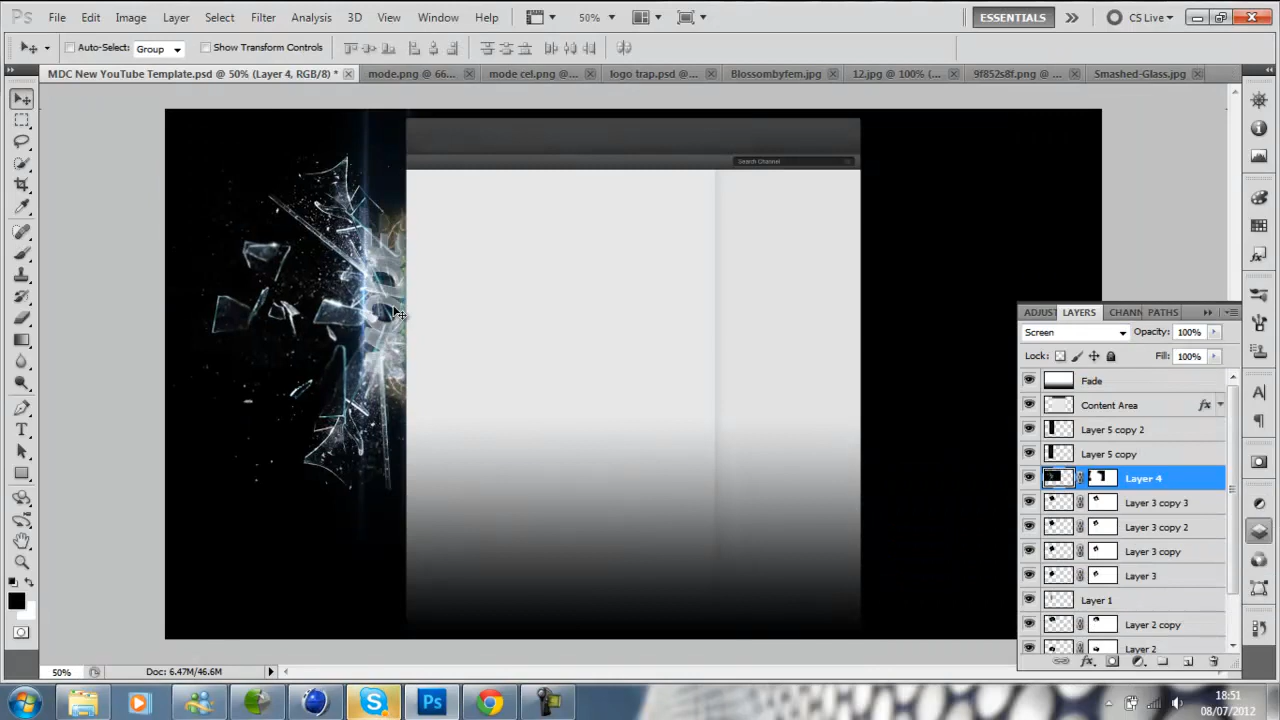 Ps File Edit Image Layer Select Filter Analysis 3D View Window Help 50% ESSENTIALS CS Live
Auto-Select: Group Show Transform Controls
MDC New YouTube Template.psd @ 50% (Layer 4, RGB/8) * mode.png @ 66... mode cel.png @... logo trap.psd @ ... Blossombyfem.jpg 12.jpg @ 100% (... 9f852s8f.png @ ... Smashed-Glass.jpg
Search Channel
ADJUST LAYERS CHANN PATHS
Screen Opacity: 100%
Lock: Fill: 100%
Fade
Content Area fx
Layer 5 copy 2
Layer 5 copy
Layer 4
Layer 3 copy 3
Layer 3 copy 2
Layer 3 copy
Layer 3
Layer 1
Layer 2 copy
Layer 2
50% Doc: 6.47M/46.6M
Ps
18:51
08/07/2012